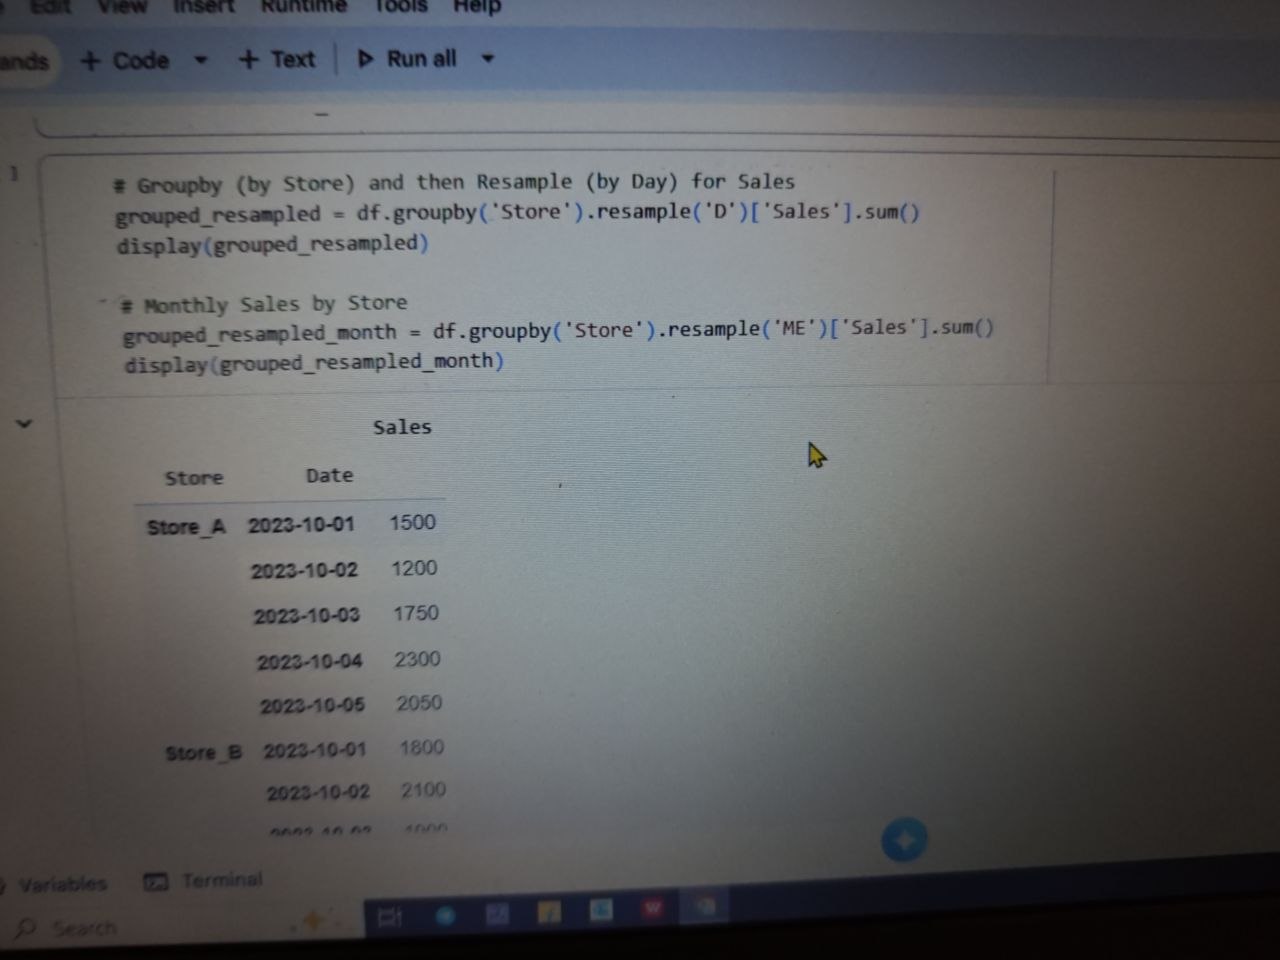 Edit View Insert Runtime Tools Help
ands + Code + Text Run all
]
# Groupby (by Store) and then Resample (by Day) for Sales
grouped_resampled = df.groupby('Store').resample('D')['Sales'].sum()
display(grouped_resampled)
# Monthly Sales by Store
grouped_resampled_month = df.groupby('Store').resample('ME')['Sales'].sum()
display(grouped_resampled_month)
Sales
Store Date
Store_A 2023-10-01 1500
2023-10-02 1200
2023-10-03 1750
2023-10-04 2300
2023-10-05 2050
Store_B 2023-10-01 1800
2023-10-02 2100
Variables Terminal
Search